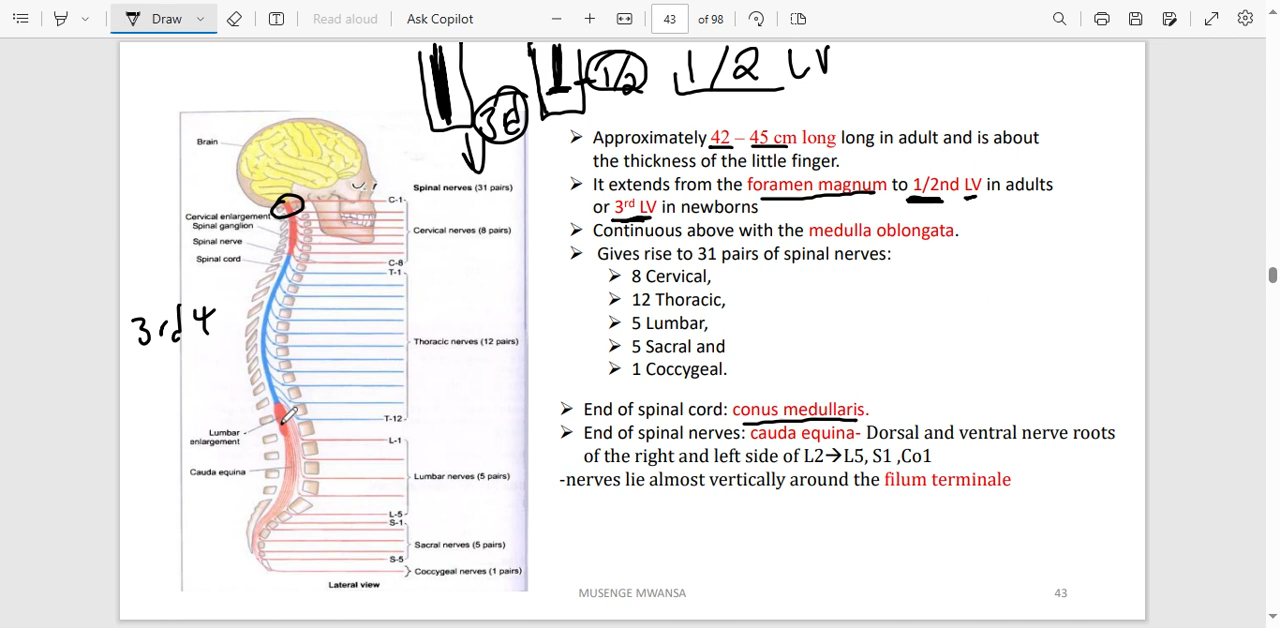 Draw
Read aloud
Ask Copilot
43 of 98
1/2 1/2 LV
3rd
Approximately 42 – 45 cm long long in adult and is about
the thickness of the little finger.
It extends from the foramen magnum to 1/2nd LV in adults
or 3rd LV in newborns
Continuous above with the medulla oblongata.
Gives rise to 31 pairs of spinal nerves:
8 Cervical,
12 Thoracic,
5 Lumbar,
5 Sacral and
1 Coccygeal.
End of spinal cord: conus medullaris.
End of spinal nerves: cauda equina- Dorsal and ventral nerve roots
of the right and left side of L2→L5, S1 ,Co1
-nerves lie almost vertically around the filum terminale
Brain
Spinal nerves (31 pairs)
C-1
Cervical enlargement
Spinal ganglion
Spinal nerve
Spinal cord
Cervical nerves (8 pairs)
C-8
T-1
3rd 4
Thoracic nerves (12 pairs)
T-12
Lumbar
enlargement
L-1
Cauda equina
Lumbar nerves (5 pairs)
L-5
S-1
Sacral nerves (5 pairs)
S-5
Coccygeal nerves (1 pairs)
Lateral view
MUSENGE MWANSA
43